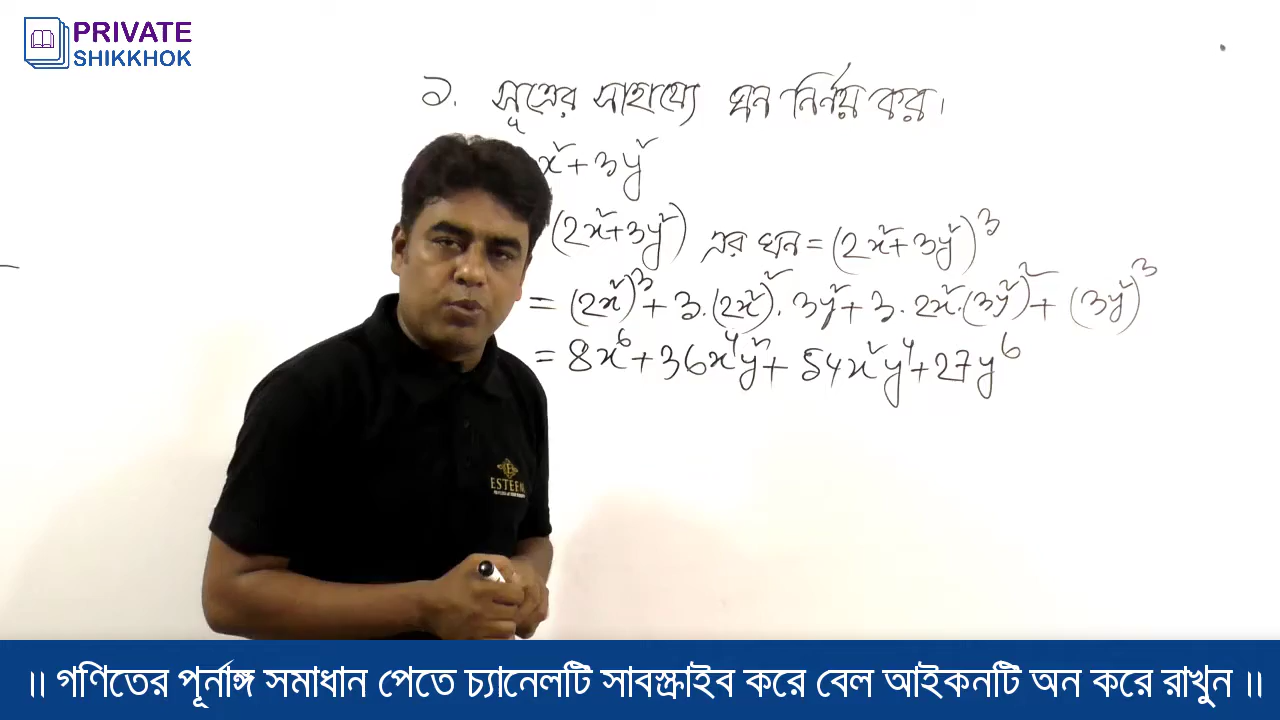 PRIVATE
SHIKKHOK
১. সূত্রের সাহায্যে ঘন নির্ণয় কর।
x²+3y²
(2x²+3y²) এর ঘন = (2x²+3y²)³
= (2x²)³ + 3.(2x²)². 3y² + 3. 2x².(3y²)² + (3y²)³
= 8x⁶ + 36x⁴y² + 54x²y⁴ + 27y⁶
ESTEEM
॥ গণিতের পূর্নাঙ্গ সমাধান পেতে চ্যানেলটি সাবস্ক্রাইব করে বেল আইকনটি অন করে রাখুন ॥